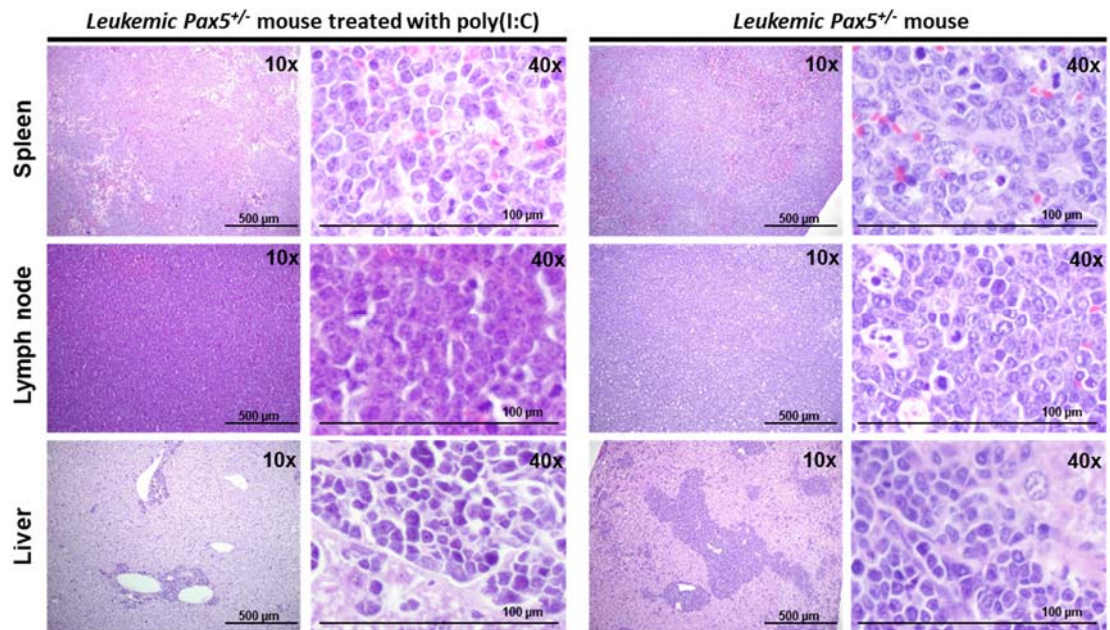 Leukemic Pax5+/- mouse treated with poly(I:C)
Leukemic Pax5+/- mouse
Spleen
10x
500 µm
40x
100 µm
10x
500 µm
40x
100 µm
Lymph node
10x
500 µm
40x
100 µm
10x
500 µm
40x
100 µm
Liver
10x
500 µm
40x
100 µm
10x
500 µm
40x
100 µm